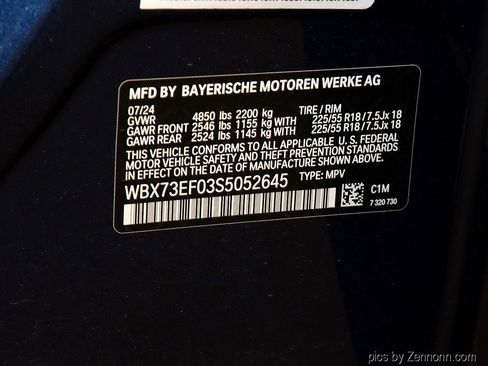 MFD BY BAYERISCHE MOTOREN WERKE AG
07/24
GVWR 4850 lbs 2200 kg TIRE / RIM
GAWR FRONT 2546 lbs 1155 kg WITH 225/55 R18 / 7.5Jx 18
GAWR REAR 2524 lbs 1145 kg WITH 225/55 R18 / 7.5Jx 18
THIS VEHICLE CONFORMS TO ALL APPLICABLE U. S. FEDERAL
MOTOR VEHICLE SAFETY AND THEFT PREVENTION STANDARDS
IN EFFECT ON THE DATE OF MANUFACTURE SHOWN ABOVE.
WBX73EF03S5052645 TYPE: MPV
C1M
7 320 730
pics by Zennonn.com